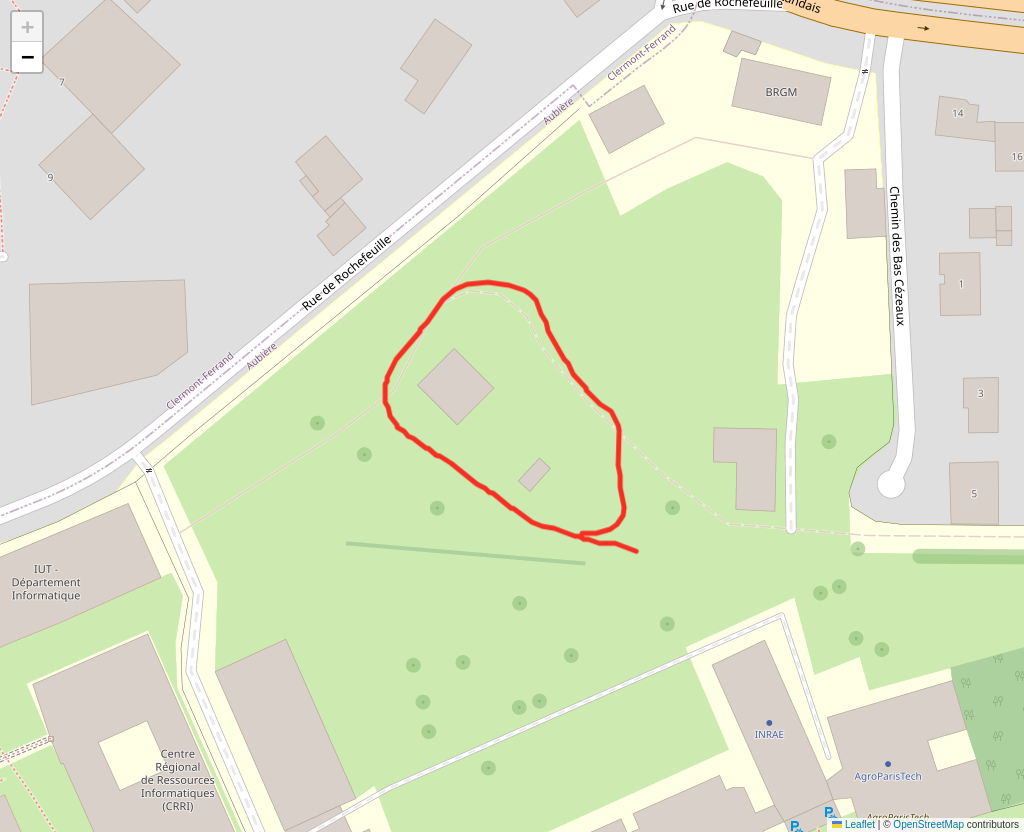 +
−
Rue de Rochefeuille
Clermont-Ferrand
Aubière
BRGM
7
9
14
16
Rue de Rochefeuille
Chemin des Bas Cézeaux
1
3
5
Clermont-Ferrand
Aubière
IUT -
Département
Informatique
Centre
Régional
de Ressources
Informatiques
(CRRI)
INRAE
AgroParisTech
AgroParisTech
P
P
Leaflet | © OpenStreetMap contributors